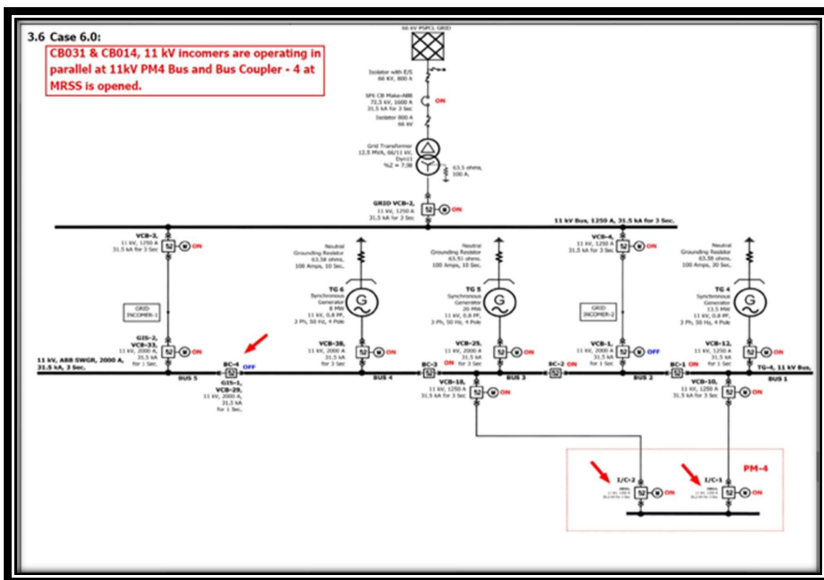 3.6 Case 6.0:
CB031 & CB014, 11 kV incomers are operating in
parallel at 11kV PM4 Bus and Bus Coupler - 4 at
MRSS is opened.
66 kV PSPCL GRID
Isolator with E/S
66 kV, 800 A
SF6 CB Make-ABB
72.5 kV, 1600 A
31.5 kA for 3 Sec
ON
Isolator 800 A
66 kV
Grid Transformer
12.5 MVA, 66/11 kV,
Dyn11
%Z = 7.98
63.5 ohms,
100 A,
GRID VCB-2,
11 kV, 1250 A
31.5 kA for 3 Sec.
ON
11 kV Bus, 1250 A, 31.5 kA for 3 Sec.
VCB-3,
11 kV, 1250 A
31.5 kA for 3 Sec
ON
Neutral
Grounding Resistor
63.58 ohms,
100 Amps, 10 Sec.
Neutral
Grounding Resistor
63.51 ohms,
100 Amps, 10 Sec.
VCB-4,
11 kV, 1250 A
31.5 kA for 3 Sec
ON
Neutral
Grounding Resistor
63.58 ohms,
100 Amps, 20 Sec.
GRID
INCOMER-1
TG 6
Synchronous
Generator
8 MW
11 kV, 0.8 PF,
3 Ph, 50 Hz, 4 Pole
G
TG 5
Synchronous
Generator
20 MW
11 kV, 0.8 PF,
3 Ph, 50 Hz, 4 Pole
G
GRID
INCOMER-2
TG 4
Synchronous
Generator
13.5 MW
11 kV, 0.8 PF,
3 Ph, 50 Hz, 4 Pole
G
GIS-2,
VCB-33,
11 kV, 2000 A
31.5 kA
for 1 Sec.
ON
VCB-38,
11 kV, 2000 A
31.5 kA
for 3 Sec
ON
VCB-25,
11 kV, 2000 A
31.5 kA
for 3 Sec
ON
VCB-1,
11 kV, 2000 A
31.5 kA
for 1 Sec
OFF
VCB-12,
11 kV, 1250 A
31.5 kA
for 3 Sec
ON
11 kV, ABB SWGR, 2000 A,
31.5 kA, 3 Sec.
BUS 5
BC-4
OFF
GIS-1,
VCB-29,
11 kV, 2000 A,
31.5 kA
for 1 Sec.
BUS 4
BC-3
ON
BUS 3
BC-2
ON
BUS 2
BC-1
ON
TG-4, 11 kV Bus,
BUS 1
VCB-18,
11 kV, 1250 A
31.5 kA
for 3 Sec
ON
VCB-10,
11 kV, 1250 A
31.5 kA
for 3 Sec
ON
PM-4
I/C-2
ON
I/C-1
ON